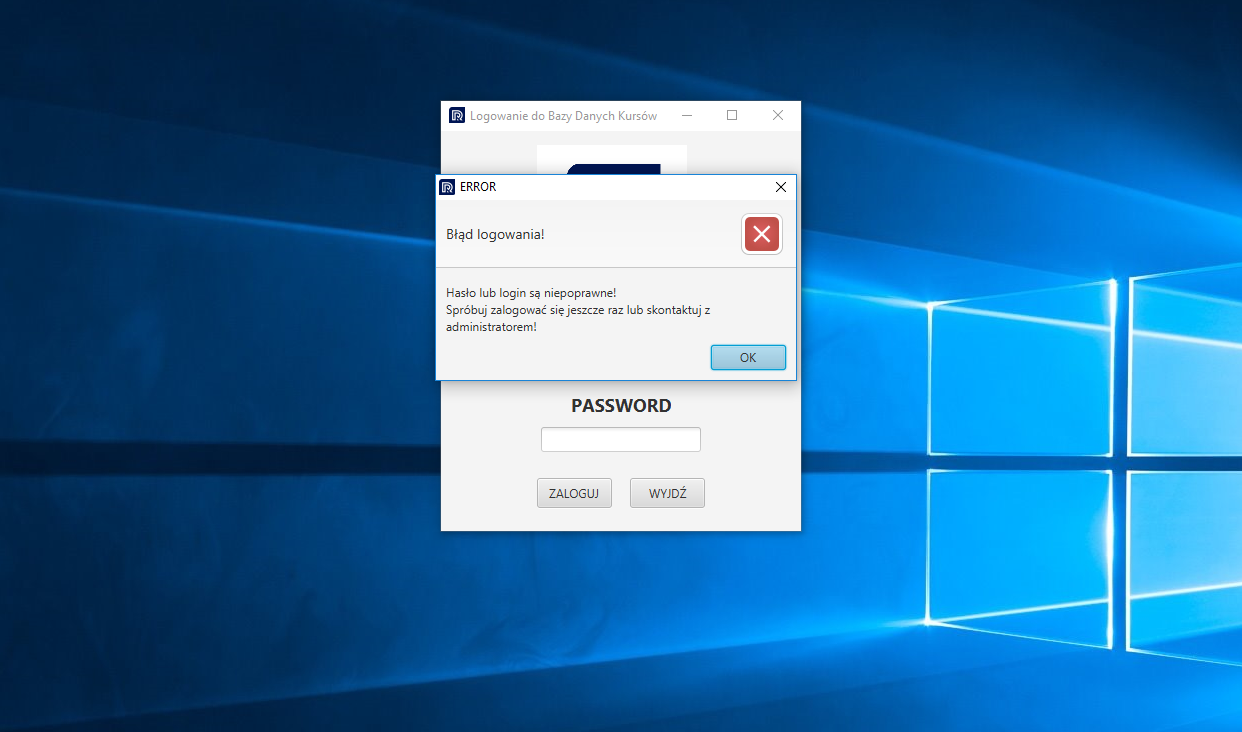 Logowanie do Bazy Danych Kursów
ERROR
Błąd logowania!
Hasło lub login są niepoprawne!
Spróbuj zalogować się jeszcze raz lub skontaktuj z
administratorem!
OK
PASSWORD
ZALOGUJ WYJDŹ